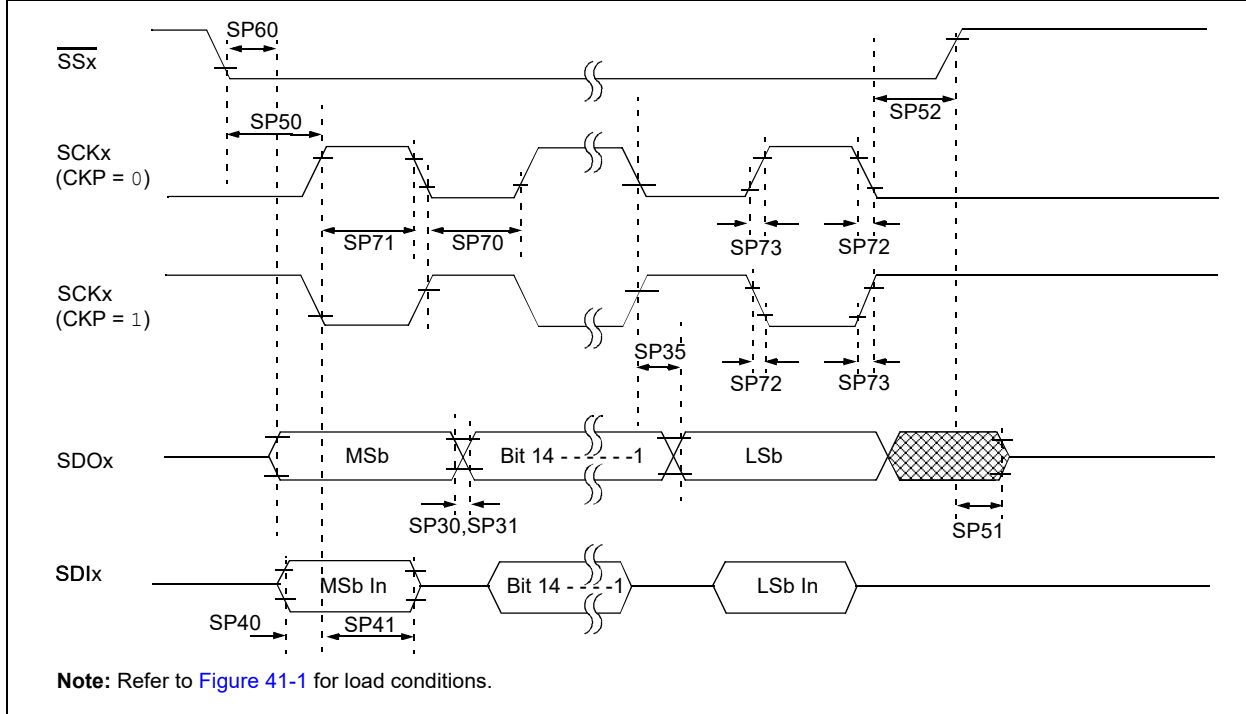 SP60
SSx
SP50
SP52
SCKx
(CKP = 0)
SP71
SP70
SP73
SP72
SCKx
(CKP = 1)
SP35
SP72
SP73
SDOx
MSb
Bit 14 - - - - - -1
LSb
SP30,SP31
SP51
SDIx
MSb In
Bit 14 - - - -1
LSb In
SP40
SP41
Note: Refer to Figure 41-1 for load conditions.